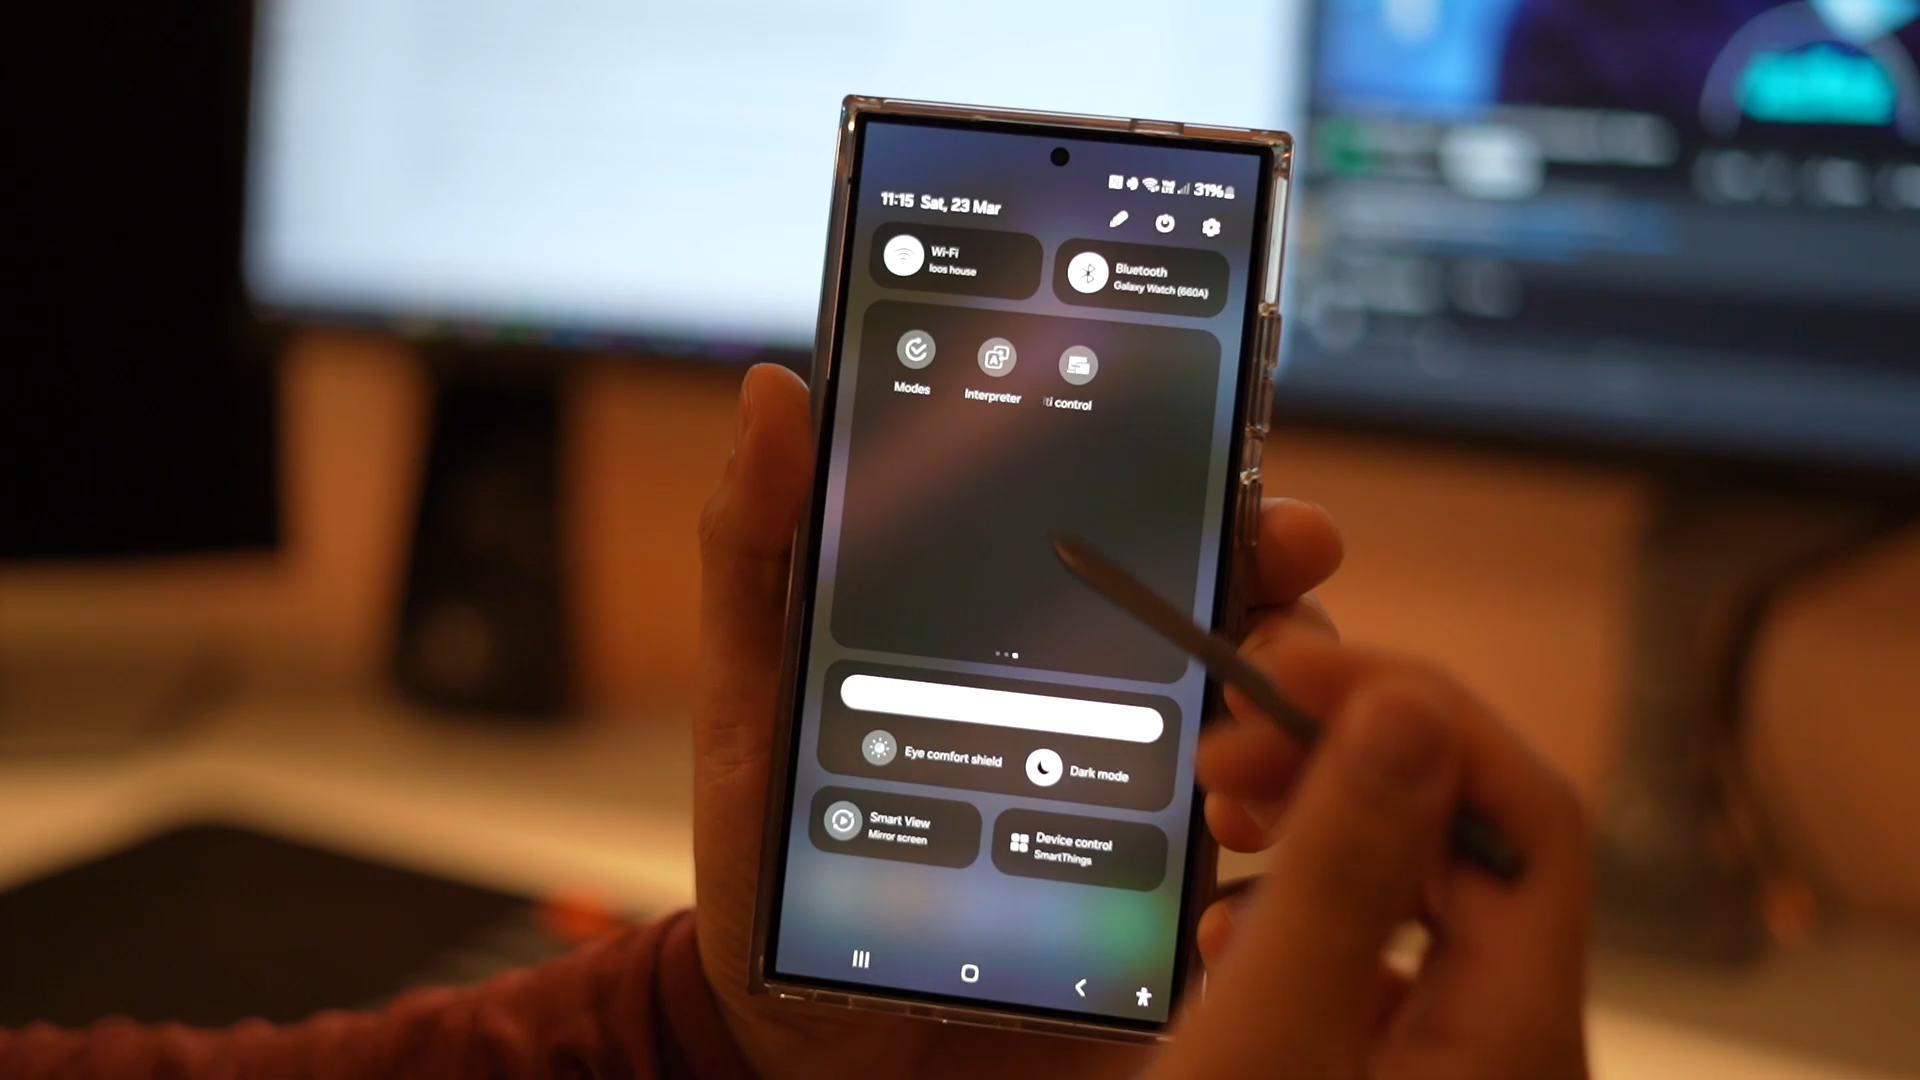 31%
11:15 Sat, 23 Mar
Wi-Fi
loos house
Bluetooth
Galaxy Watch (660A)
Modes
Interpreter
ti control
Eye comfort shield
Dark mode
Smart View
Mirror screen
Device control
SmartThings